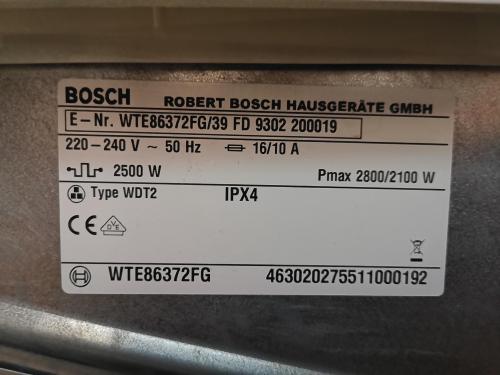 BOSCH ROBERT BOSCH HAUSGERÄTE GMBH
E-Nr. WTE86372FG/39 FD 9302 200019
220-240 V ~ 50 Hz 16/10 A
2500 W Pmax 2800/2100 W
Type WDT2 IPX4
CE VDE
WTE86372FG 463020275511000192